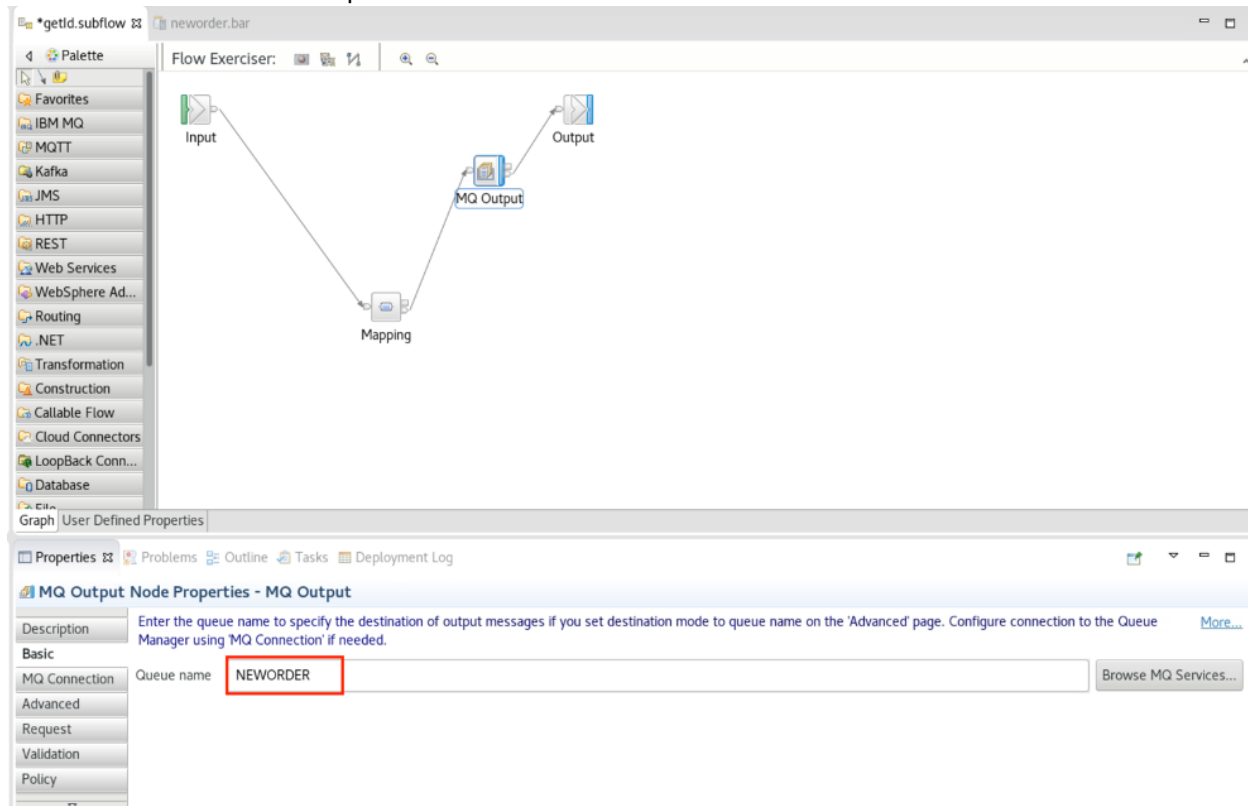 *getId.subflow neworder.bar
Palette
Flow Exerciser:
Favorites
IBM MQ
MQTT
Kafka
JMS
HTTP
REST
Web Services
WebSphere Ad...
Routing
.NET
Transformation
Construction
Callable Flow
Cloud Connectors
LoopBack Conn...
Database
File
Input
Output
MQ Output
Mapping
Graph User Defined Properties
Properties Problems Outline Tasks Deployment Log
MQ Output Node Properties - MQ Output
Description
Basic
MQ Connection
Advanced
Request
Validation
Policy
Enter the queue name to specify the destination of output messages if you set destination mode to queue name on the 'Advanced' page. Configure connection to the Queue
Manager using 'MQ Connection' if needed.
More...
Queue name NEWORDER Browse MQ Services...